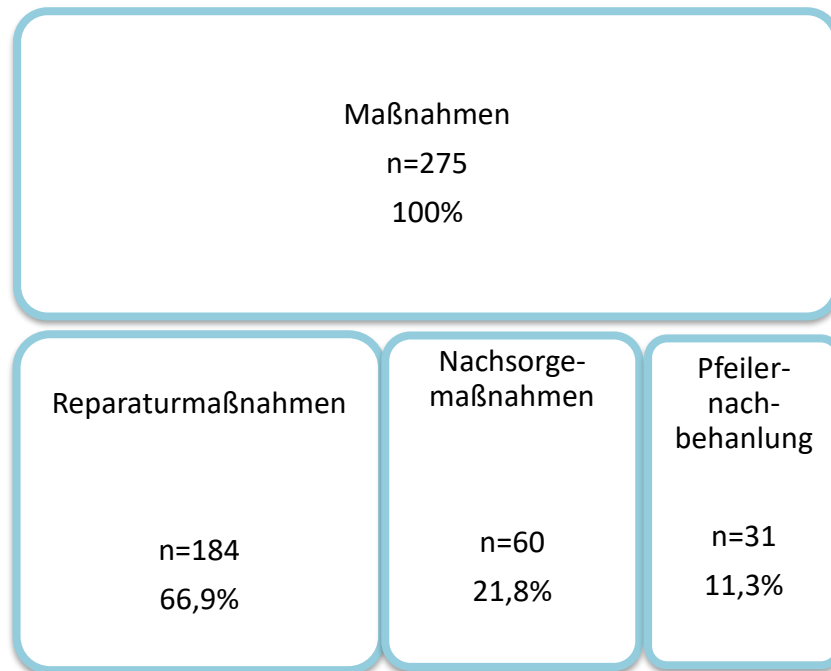 Maßnahmen
n=275
100%
Reparaturmaßnahmen
n=184
66,9%
Nachsorge-
maßnahmen
n=60
21,8%
Pfeiler-
nach-
behanlung
n=31
11,3%